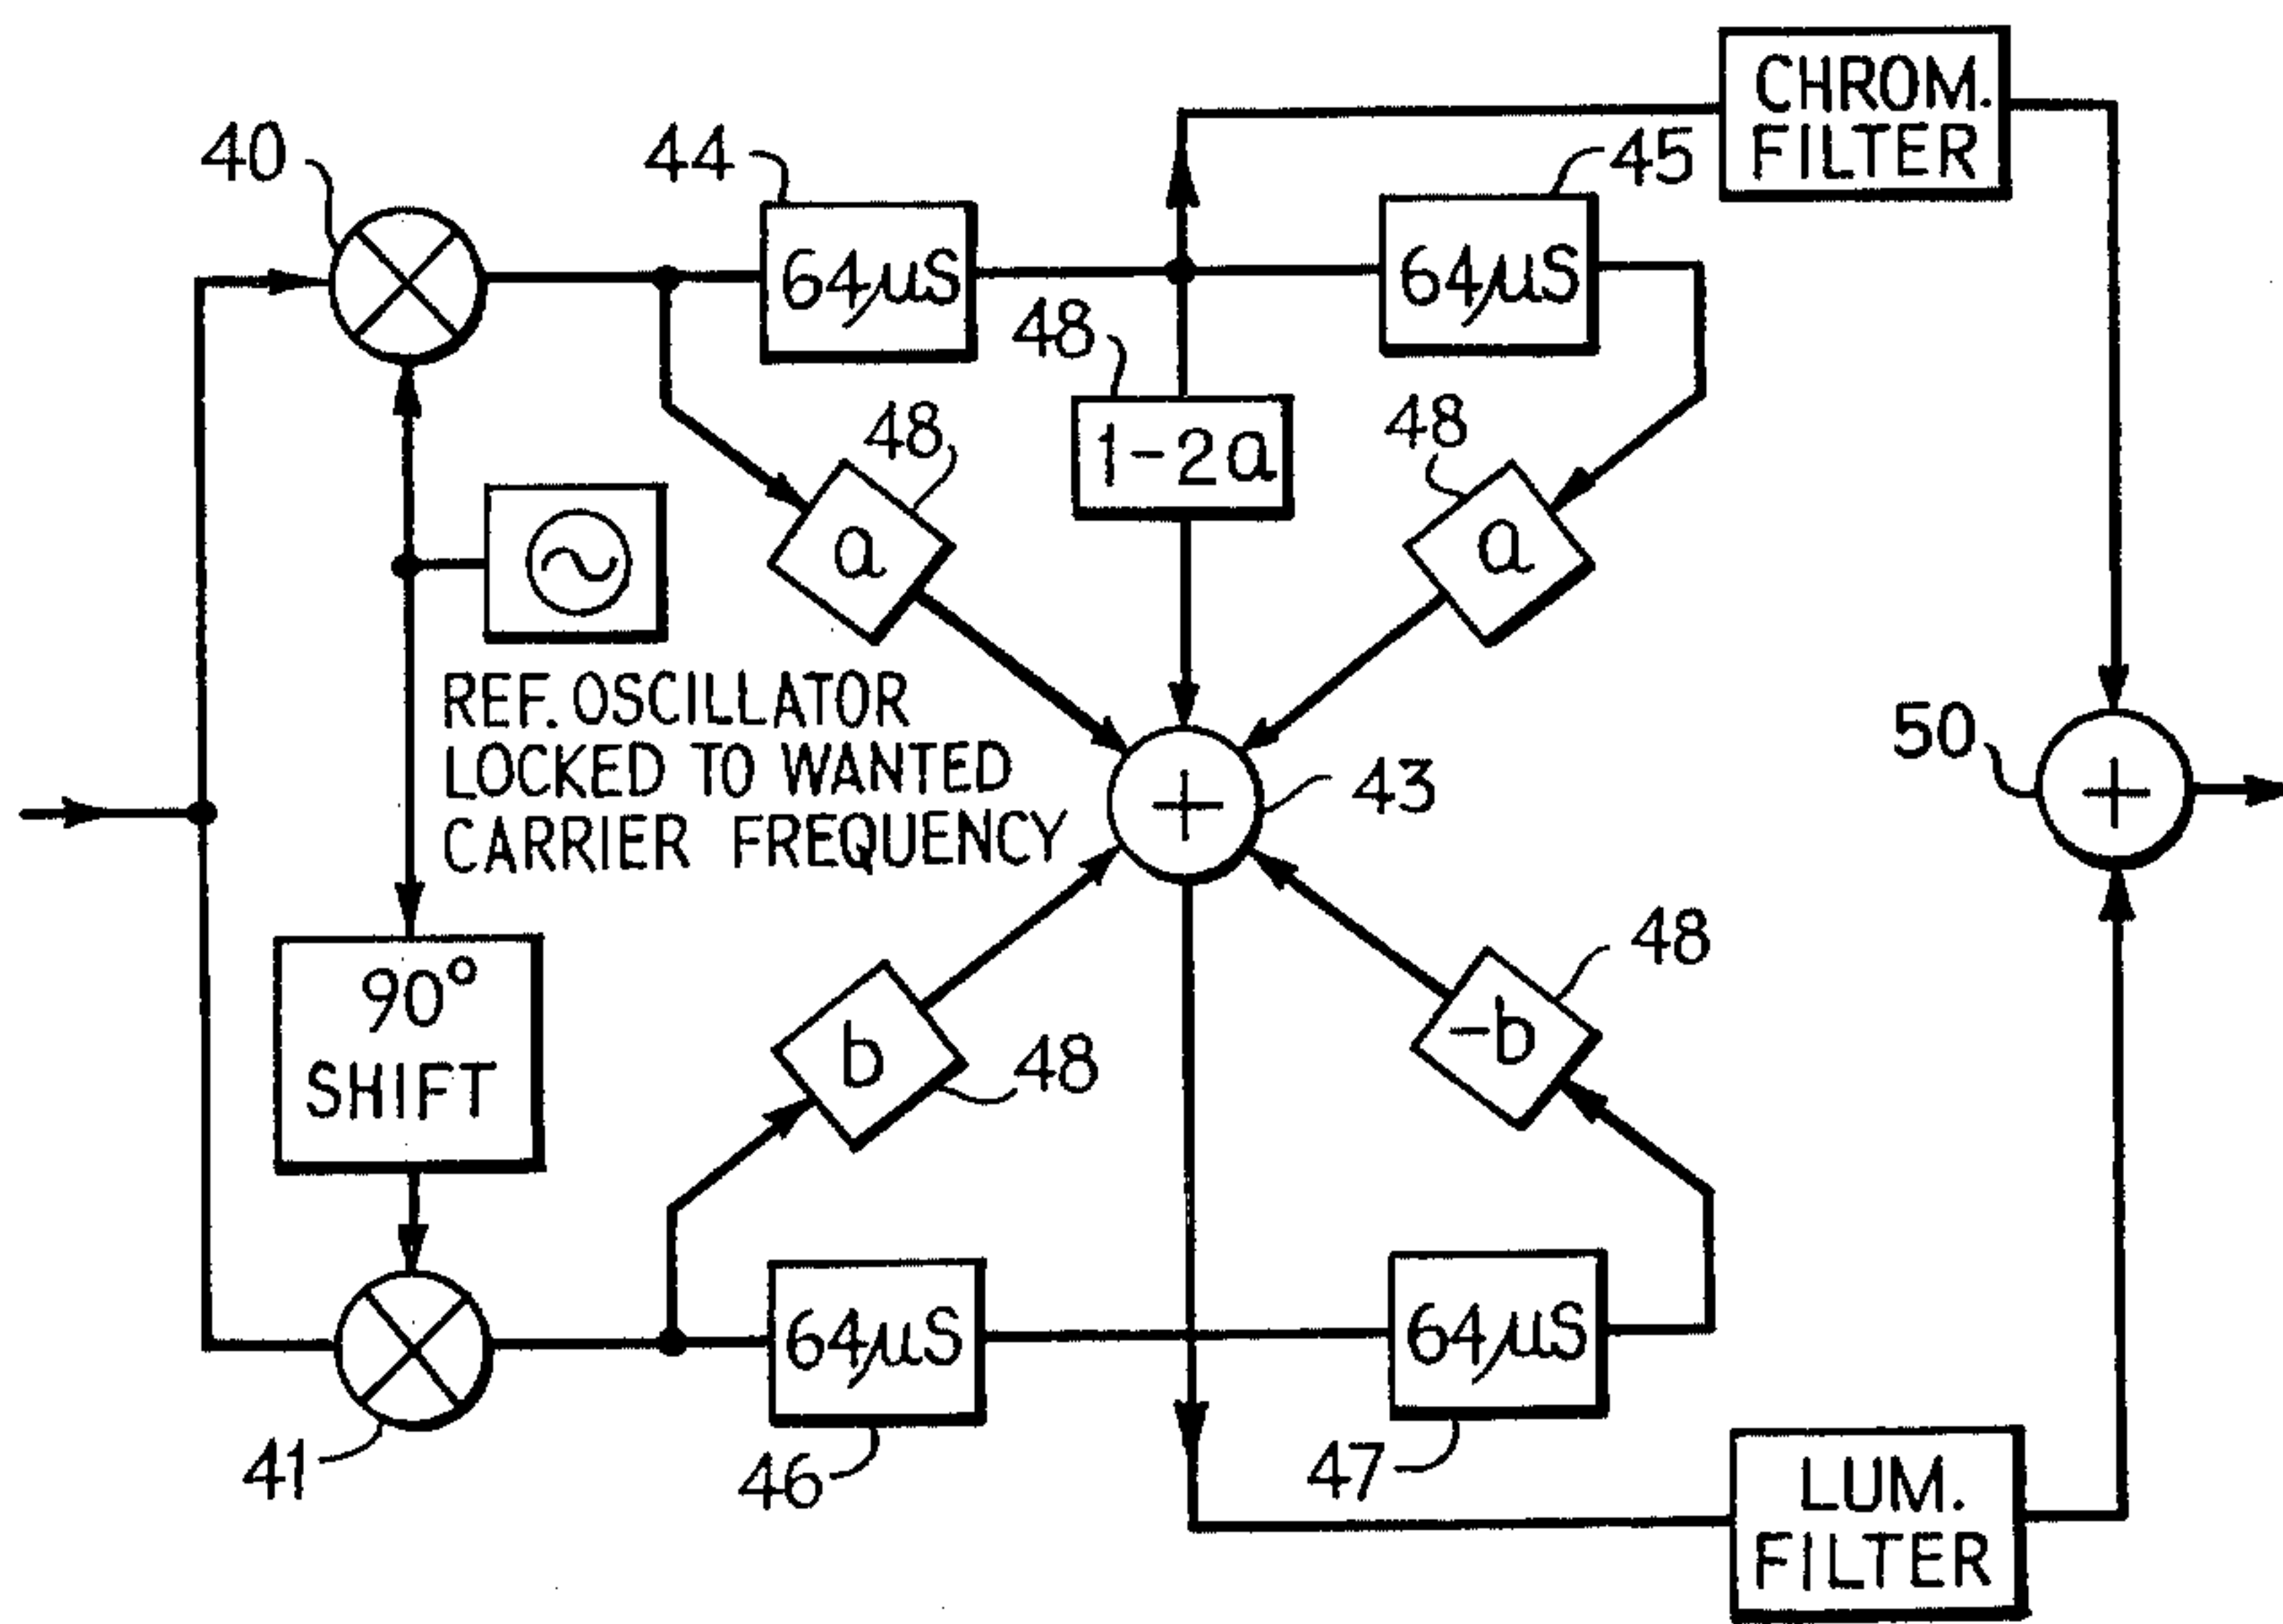 CHROM.
FILTER
40
44
45
64µS
64µS
48
48
1-2a
48
a
a
REF. OSCILLATOR
LOCKED TO WANTED
CARRIER FREQUENCY
+
43
50
+
90°
SHIFT
b
48
-b
48
64µS
64µS
41
46
47
LUM.
FILTER